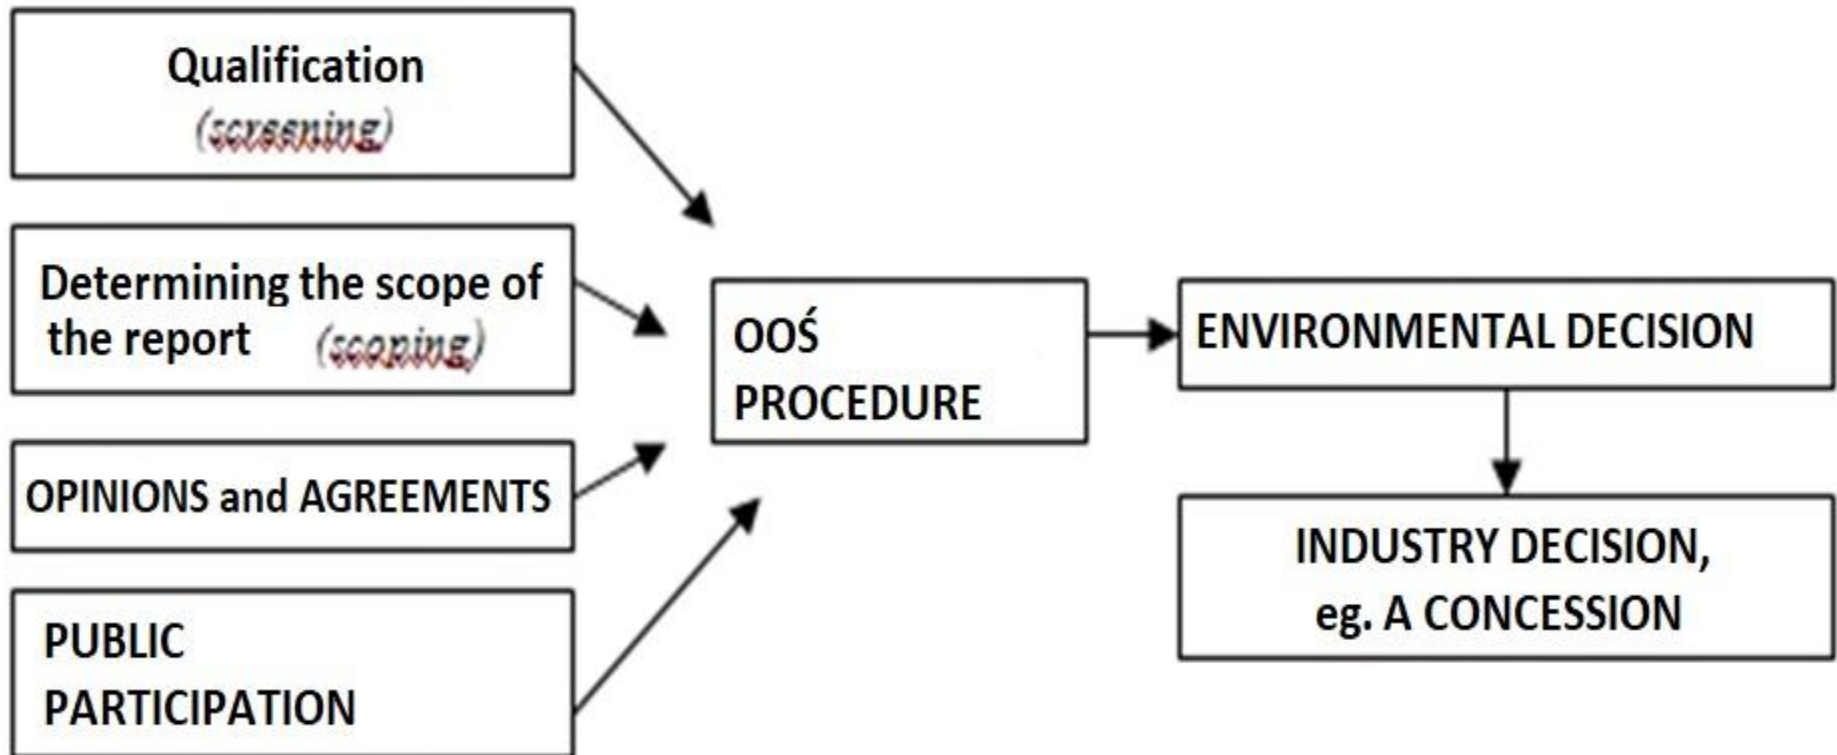 Qualification
(screening)
Determining the scope of
the report (scoping)
OPINIONS and AGREEMENTS
PUBLIC
PARTICIPATION
OOŚ
PROCEDURE
ENVIRONMENTAL DECISION
INDUSTRY DECISION,
eg. A CONCESSION